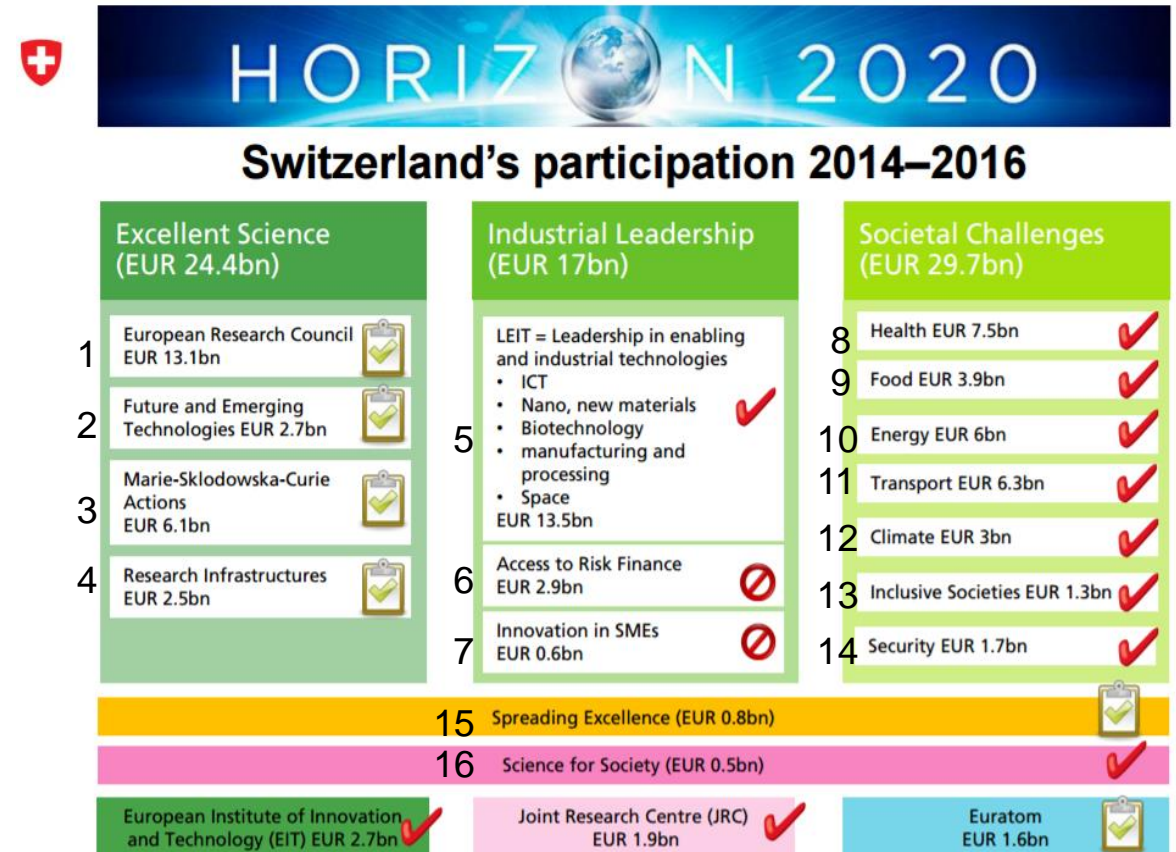 HORIZON 2020
Switzerland's participation 2014–2016
Excellent Science
(EUR 24.4bn)
1
European Research Council
EUR 13.1bn
2
Future and Emerging
Technologies EUR 2.7bn
3
Marie-Sklodowska-Curie
Actions
EUR 6.1bn
4
Research Infrastructures
EUR 2.5bn
Industrial Leadership
(EUR 17bn)
5
LEIT = Leadership in enabling
and industrial technologies
• ICT
• Nano, new materials
• Biotechnology
• manufacturing and
processing
• Space
EUR 13.5bn
6
Access to Risk Finance
EUR 2.9bn
7
Innovation in SMEs
EUR 0.6bn
Societal Challenges
(EUR 29.7bn)
8 Health EUR 7.5bn
9 Food EUR 3.9bn
10 Energy EUR 6bn
11 Transport EUR 6.3bn
12 Climate EUR 3bn
13 Inclusive Societies EUR 1.3bn
14 Security EUR 1.7bn
15 Spreading Excellence (EUR 0.8bn)
16 Science for Society (EUR 0.5bn)
European Institute of Innovation
and Technology (EIT) EUR 2.7bn
Joint Research Centre (JRC)
EUR 1.9bn
Euratom
EUR 1.6bn